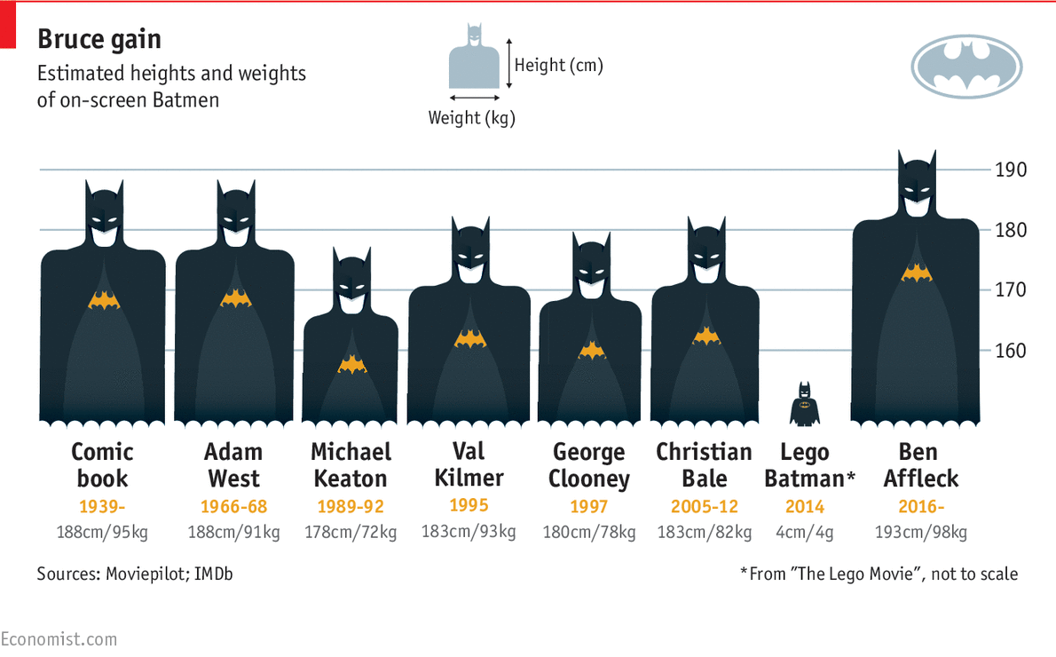 Bruce gain
Estimated heights and weights
of on-screen Batmen
Height (cm)
Weight (kg)
190
180
170
160
Comic
book
1939-
188cm/95kg
Adam
West
1966-68
188cm/91kg
Michael
Keaton
1989-92
178cm/72kg
Val
Kilmer
1995
183cm/93kg
George
Clooney
1997
180cm/78kg
Christian
Bale
2005-12
183cm/82kg
Lego
Batman*
2014
4cm/4g
Ben
Affleck
2016-
193cm/98kg
Sources: Moviepilot; IMDb
*From "The Lego Movie", not to scale
Economist.com